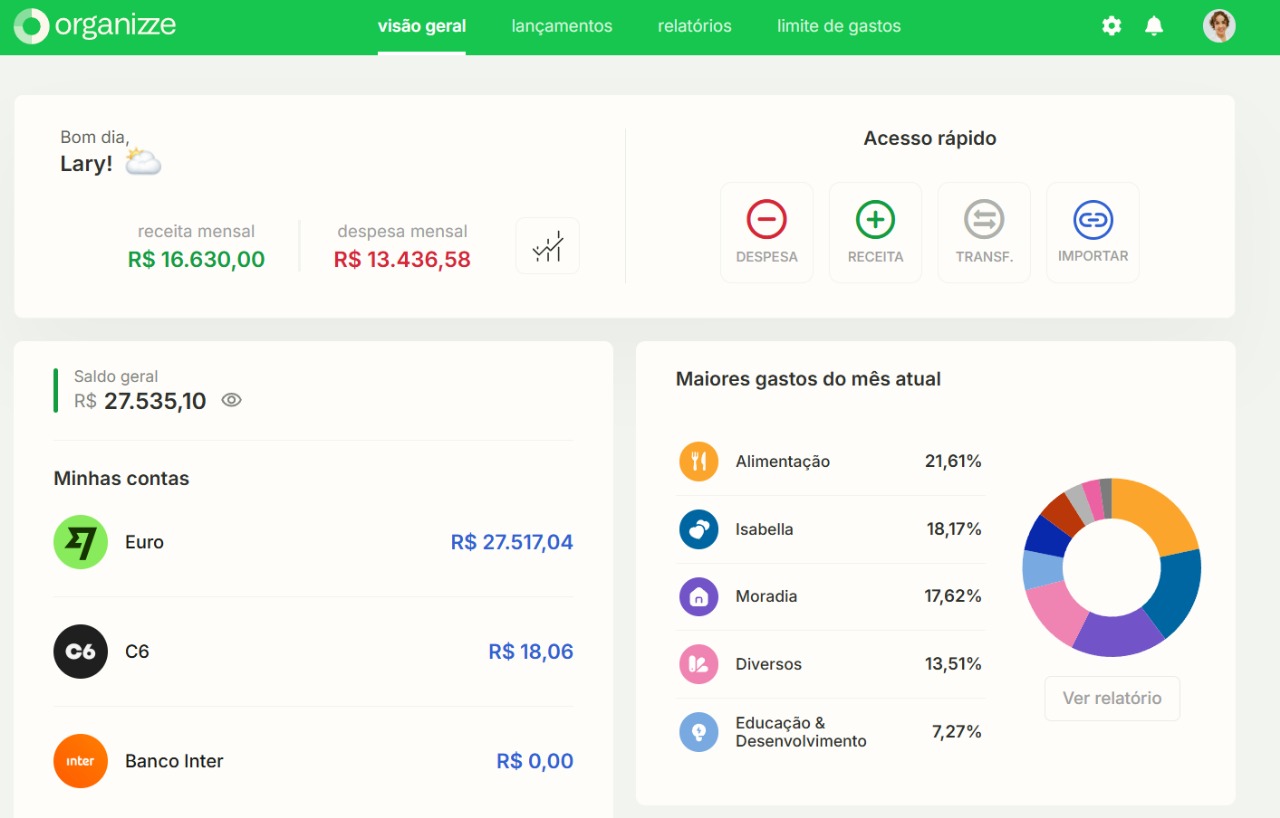 organizze
visão geral
lançamentos
relatórios
limite de gastos
Bom dia,
Lary!
receita mensal
R$ 16.630,00
despesa mensal
R$ 13.436,58
Acesso rápido
DESPESA
RECEITA
TRANSF.
IMPORTAR
Saldo geral
R$ 27.535,10
Minhas contas
Euro
R$ 27.517,04
C6
C6
R$ 18,06
inter
Banco Inter
R$ 0,00
Maiores gastos do mês atual
Alimentação
21,61%
Isabella
18,17%
Moradia
17,62%
Diversos
13,51%
Educação &
Desenvolvimento
7,27%
Ver relatório